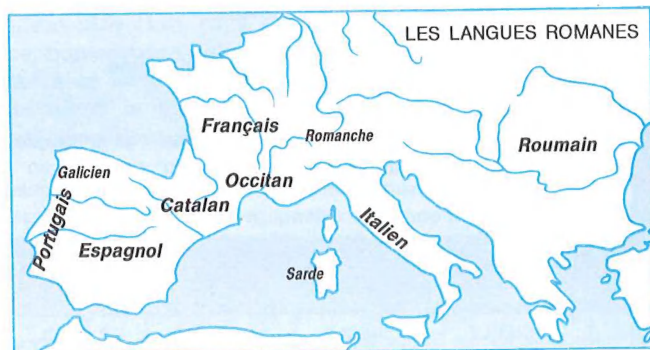 LES LANGUES ROMANES
Français
Romanche
Roumain
Galicien
Occitan
Catalan
Portugais
Italien
Espagnol
Sarde